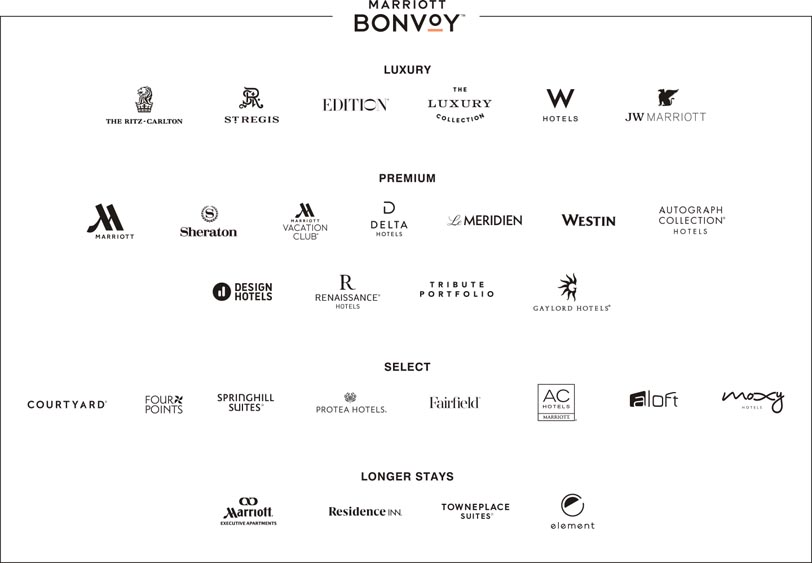 MARRIOTT
BONVOY™
LUXURY
THE RITZ-CARLTON
ST REGIS
EDITION™
THE
LUXURY
COLLECTION
W
HOTELS
JW MARRIOTT
PREMIUM
M
MARRIOTT
S
Sheraton
M
MARRIOTT
VACATION
CLUB®
D
DELTA
HOTELS
Le MERIDIEN
WESTIN
AUTOGRAPH
COLLECTION®
HOTELS
DESIGN
HOTELS
R
RENAISSANCE®
HOTELS
TRIBUTE
PORTFOLIO
G
GAYLORD HOTELS®
SELECT
COURTYARD®
FOUR
POINTS
SPRINGHILL
SUITES®
PROTEA HOTELS.
Fairfield®
AC
HOTELS
MARRIOTT
aloft
moxy
HOTELS
LONGER STAYS
Marriott.
EXECUTIVE APARTMENTS
Residence INN.
TOWNEPLACE
SUITES®
element